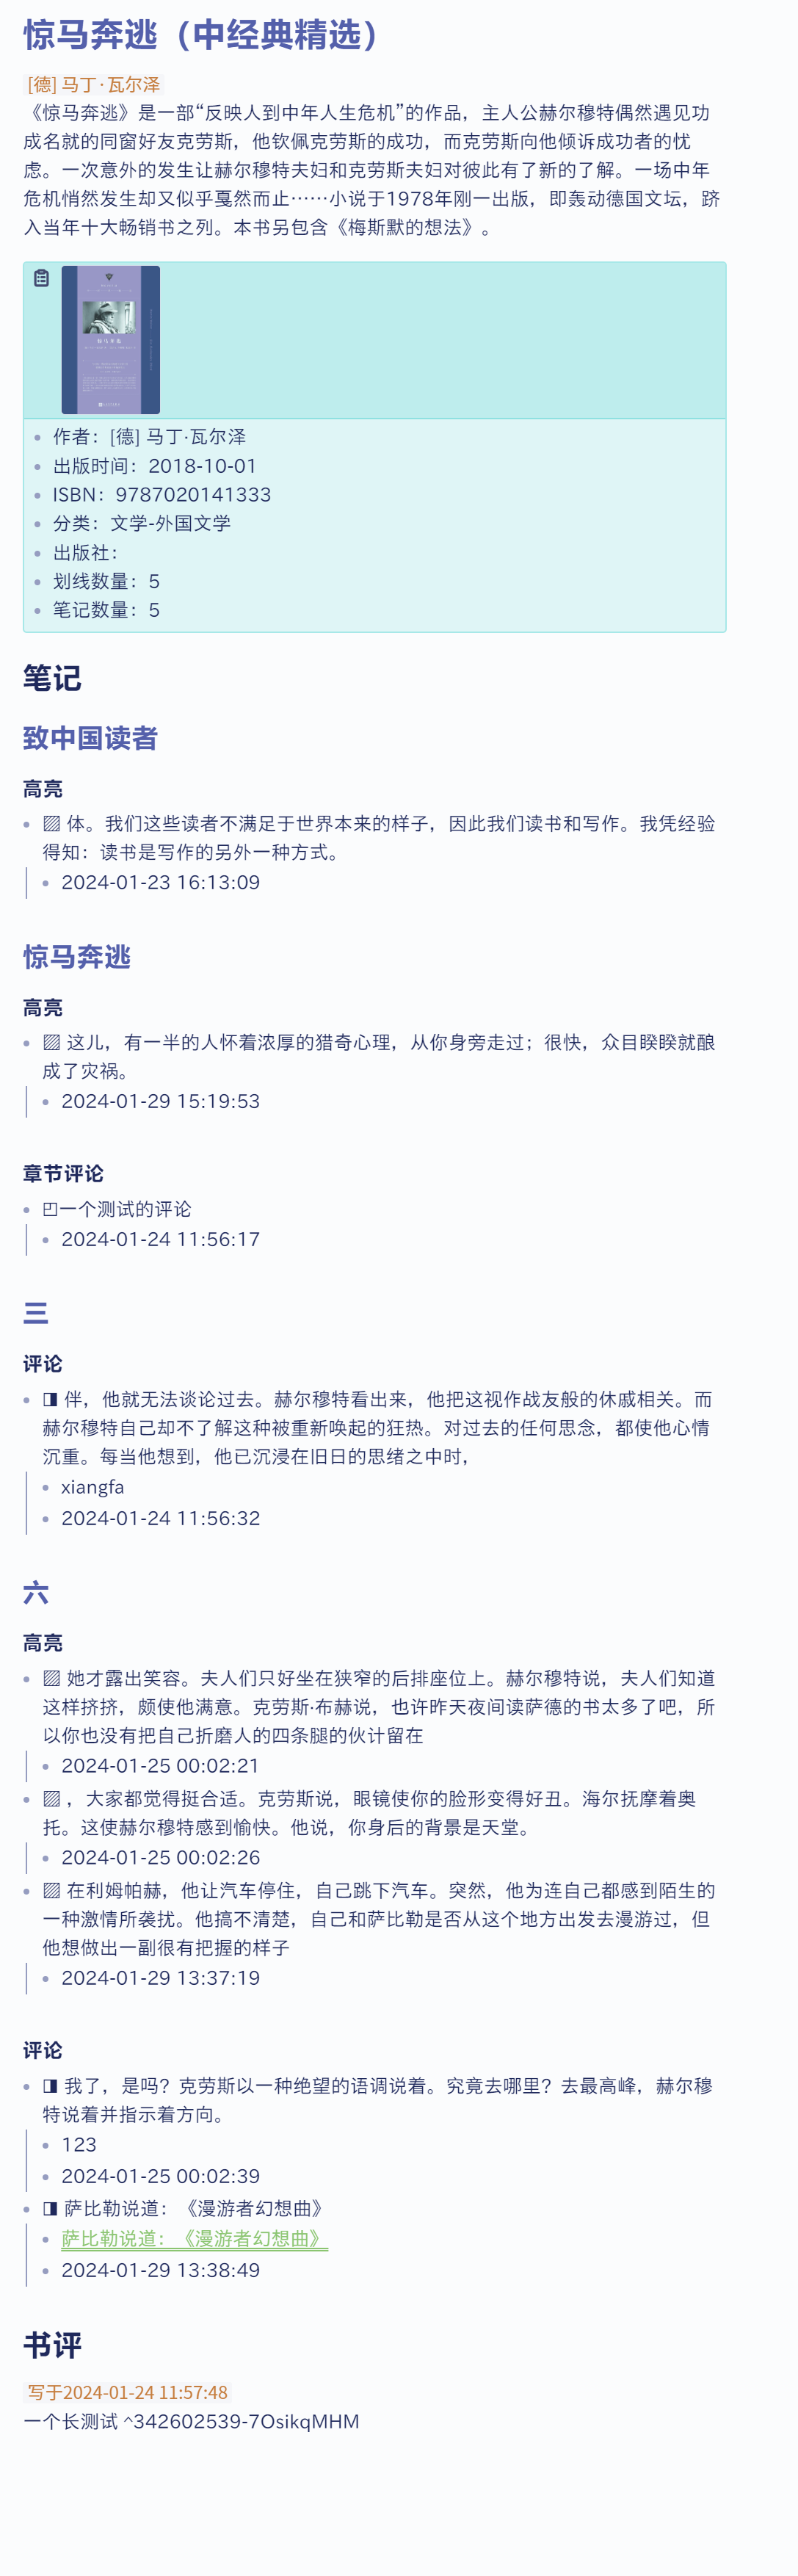 惊马奔逃（中经典精选）
[德] 马丁·瓦尔泽
《惊马奔逃》是一部“反映人到中年人生危机”的作品，主人公赫尔穆特偶然遇见功
成名就的同窗好友克劳斯，他钦佩克劳斯的成功，而克劳斯向他倾诉成功者的忧
虑。一次意外的发生让赫尔穆特夫妇和克劳斯夫妇对彼此有了新的了解。一场中年
危机悄然发生却又似乎戛然而止……小说于1978年刚一出版，即轰动德国文坛，跻
入当年十大畅销书之列。本书另包含《梅斯默的想法》。
惊马奔逃
作者：[德] 马丁·瓦尔泽
出版时间：2018-10-01
ISBN：9787020141333
分类：文学-外国文学
出版社：
划线数量：5
笔记数量：5
笔记
致中国读者
高亮
▨ 体。我们这些读者不满足于世界本来的样子，因此我们读书和写作。我凭经验
得知：读书是写作的另外一种方式。
2024-01-23 16:13:09
惊马奔逃
高亮
▨ 这儿，有一半的人怀着浓厚的猎奇心理，从你身旁走过；很快，众目睽睽就酿
成了灾祸。
2024-01-29 15:19:53
章节评论
◰一个测试的评论
2024-01-24 11:56:17
三
评论
◨ 伴，他就无法谈论过去。赫尔穆特看出来，他把这视作战友般的休戚相关。而
赫尔穆特自己却不了解这种被重新唤起的狂热。对过去的任何思念，都使他心情
沉重。每当他想到，他已沉浸在旧日的思绪之中时，
xiangfa
2024-01-24 11:56:32
六
高亮
▨ 她才露出笑容。夫人们只好坐在狭窄的后排座位上。赫尔穆特说，夫人们知道
这样挤挤，颇使他满意。克劳斯·布赫说，也许昨天夜间读萨德的书太多了吧，所
以你也没有把自己折磨人的四条腿的伙计留在
2024-01-25 00:02:21
▨ ，大家都觉得挺合适。克劳斯说，眼镜使你的脸形变得好丑。海尔抚摩着奥
托。这使赫尔穆特感到愉快。他说，你身后的背景是天堂。
2024-01-25 00:02:26
▨ 在利姆帕赫，他让汽车停住，自己跳下汽车。突然，他为连自己都感到陌生的
一种激情所袭扰。他搞不清楚，自己和萨比勒是否从这个地方出发去漫游过，但
他想做出一副很有把握的样子
2024-01-29 13:37:19
评论
◨ 我了，是吗？克劳斯以一种绝望的语调说着。究竟去哪里？去最高峰，赫尔穆
特说着并指示着方向。
123
2024-01-25 00:02:39
◨ 萨比勒说道：《漫游者幻想曲》
萨比勒说道：《漫游者幻想曲》
2024-01-29 13:38:49
书评
写于2024-01-24 11:57:48
一个长测试 ^342602539-7OsikqMHM